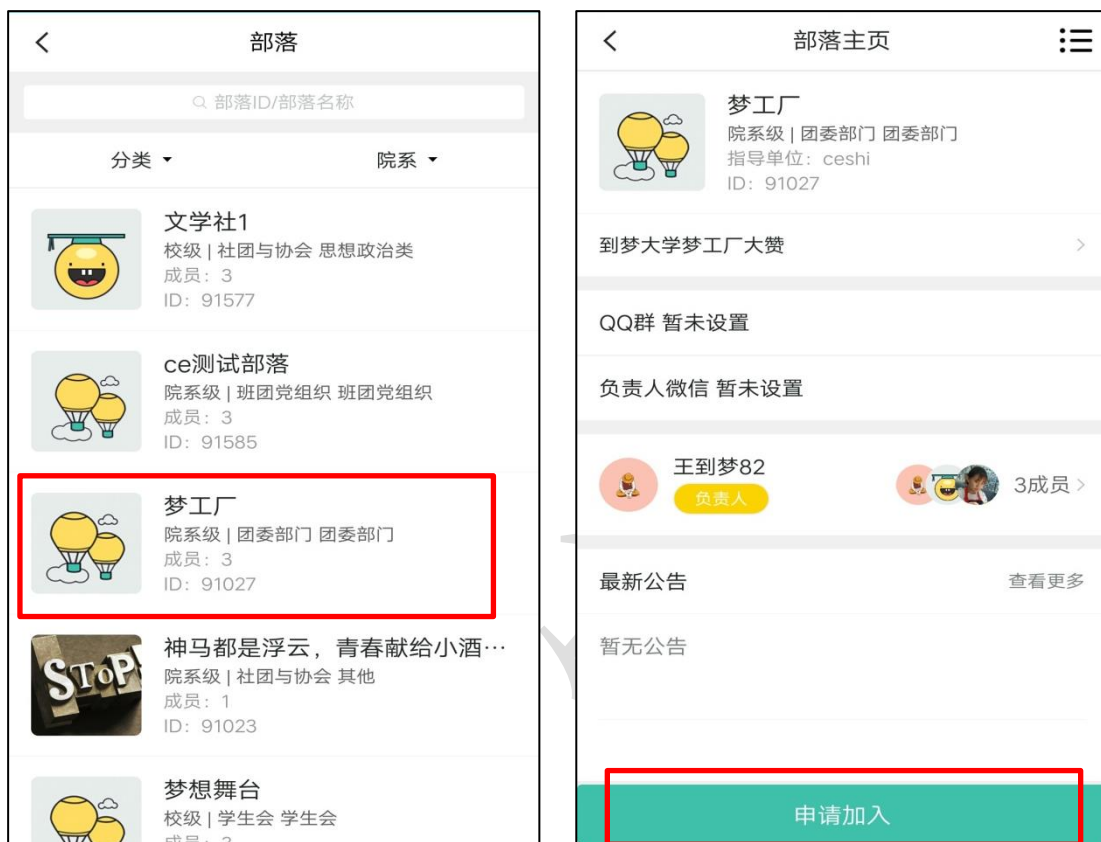 部落
部落ID/部落名称
分类
院系
文学社1
校级 | 社团与协会 思想政治类
成员：3
ID：91577
ce测试部落
院系级 | 班团党组织 班团党组织
成员：3
ID：91585
梦工厂
院系级 | 团委部门 团委部门
成员：3
ID：91027
STOP!
神马都是浮云，青春献给小酒…
院系级 | 社团与协会 其他
成员：1
ID：91023
梦想舞台
校级 | 学生会 学生会
部落主页
梦工厂
院系级 | 团委部门 团委部门
指导单位：ceshi
ID：91027
到梦大学梦工厂大赞
QQ群 暂未设置
负责人微信 暂未设置
王到梦82
负责人
3成员
最新公告
查看更多
暂无公告
申请加入